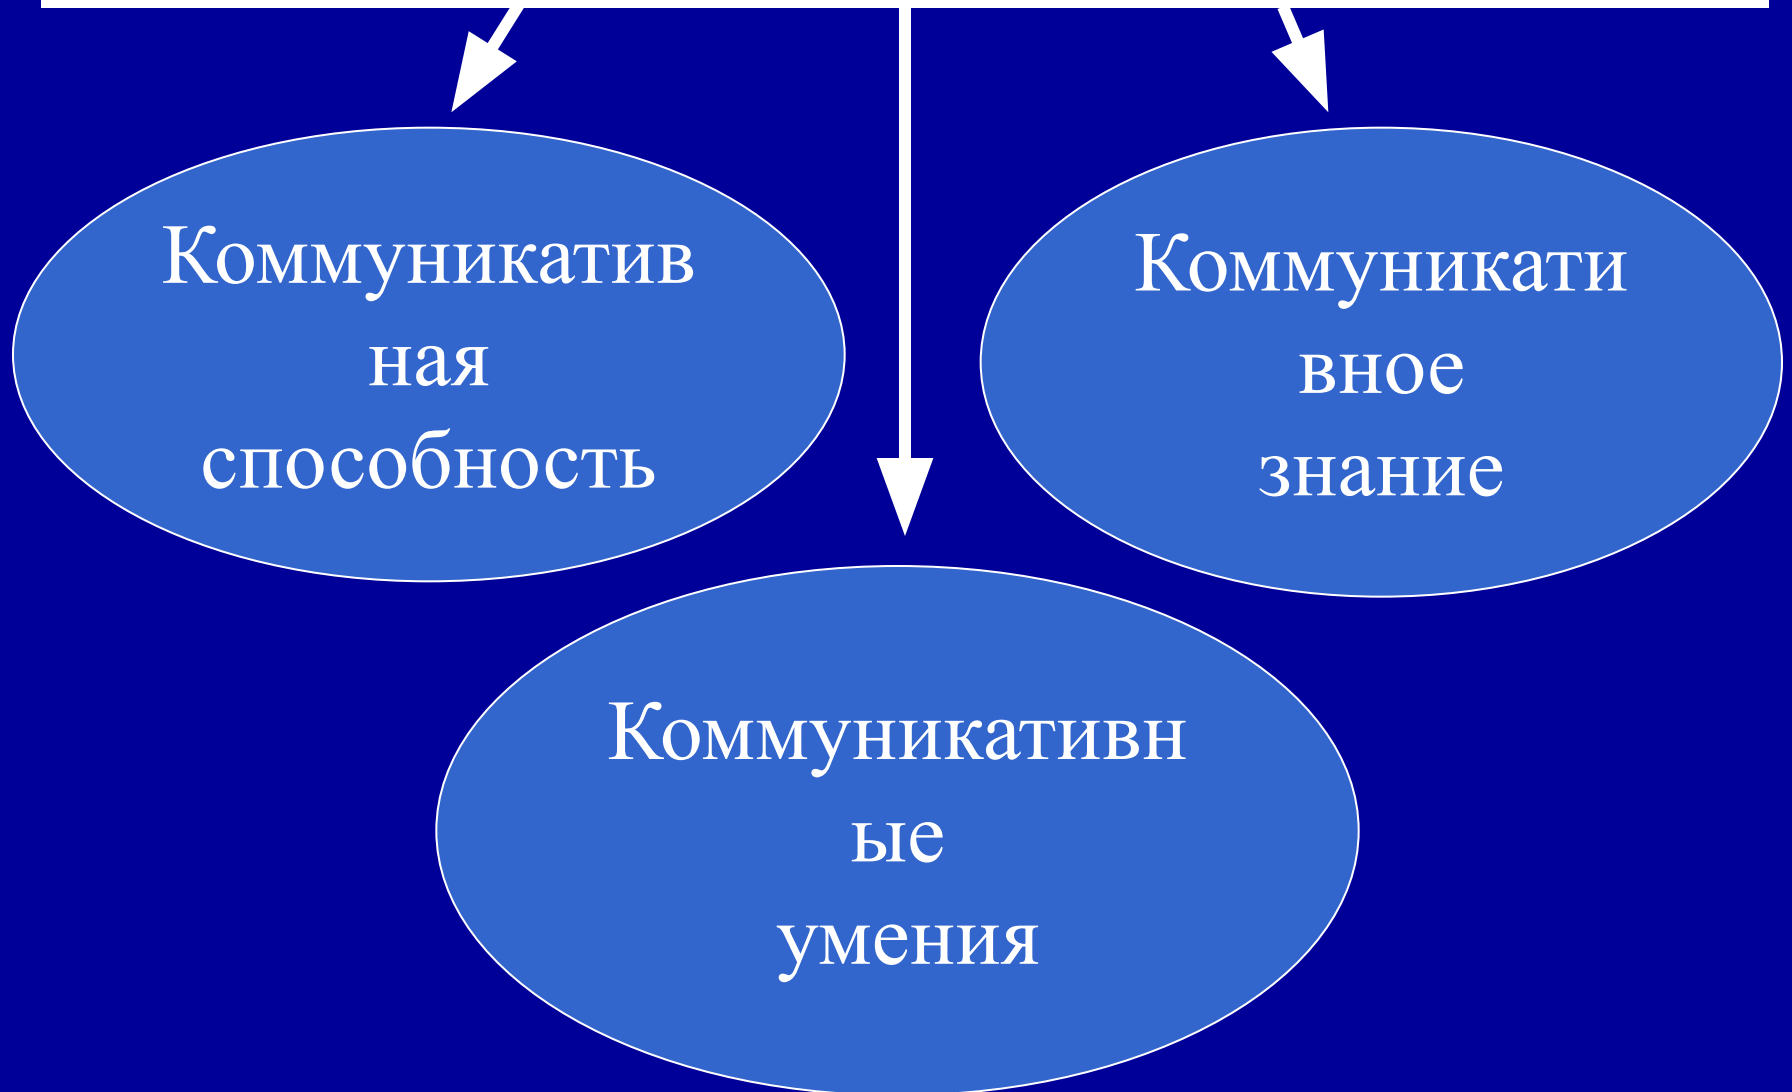 Коммуникатив
ная
способность
Коммуникати
вное
знание
Коммуникативн
ые
умения